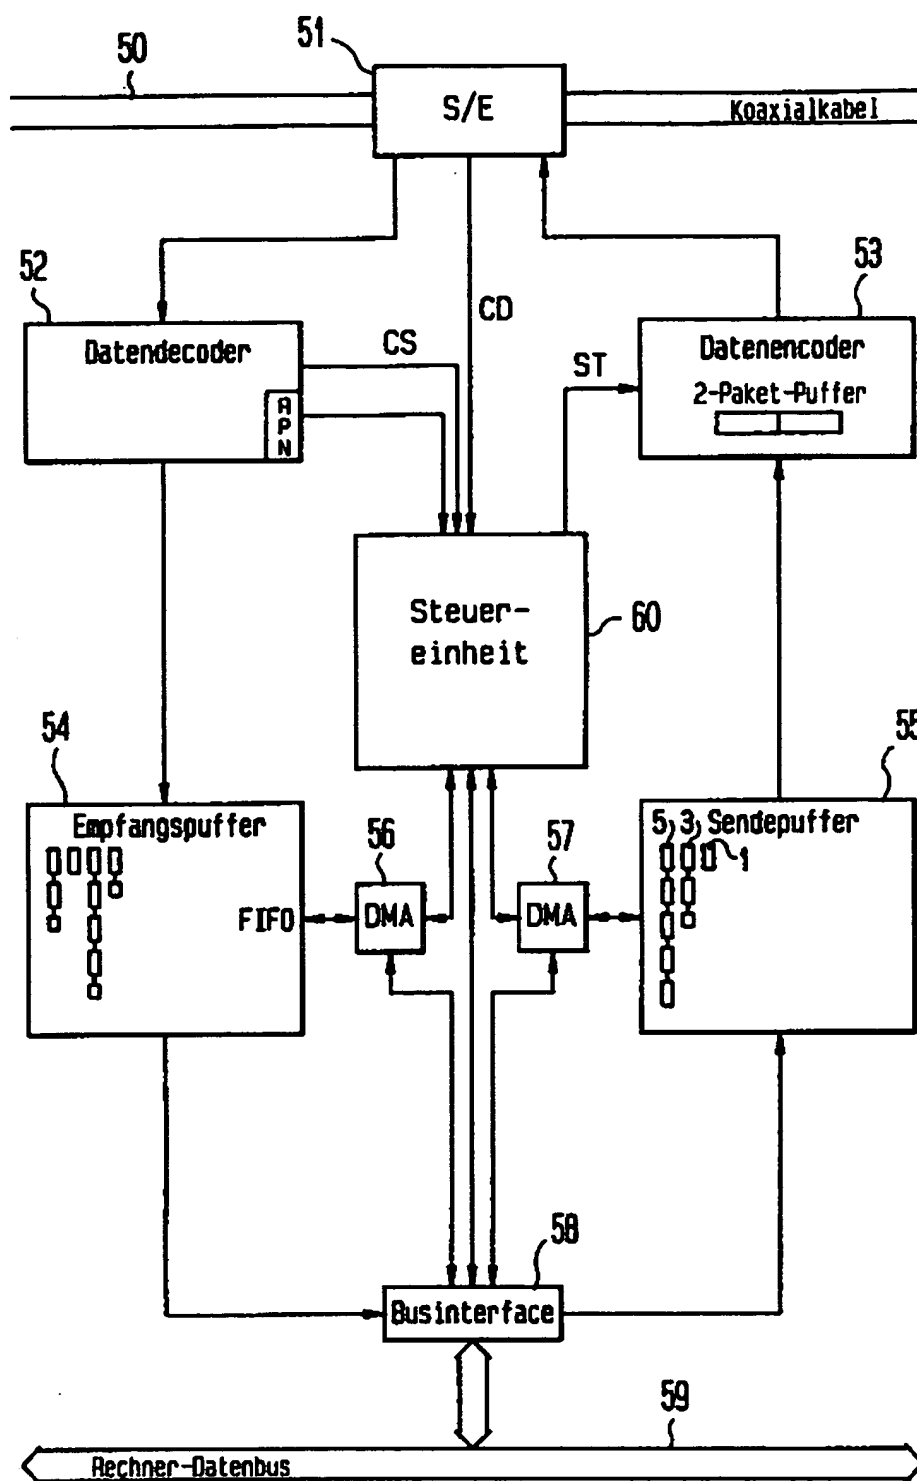 50
51
S/E
Koaxialkabel
52
53
Datendecoder
CS
CD
ST
Datenencoder
2-Paket-Puffer
APN
Steuer-
einheit
60
54
55
Empfangspuffer
56
57
5 3 Sendepuffer
1
FIFO
DMA
DMA
58
Businterface
59
Rechner-Datenbus